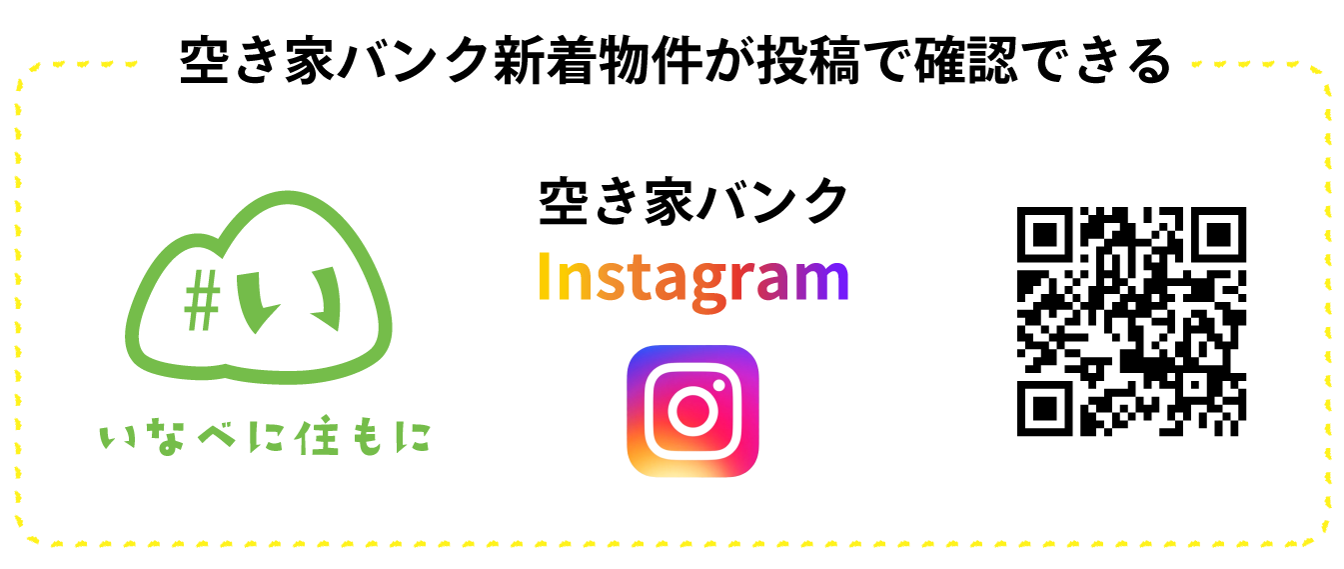 空き家バンク新着物件が投稿で確認できる
#い
いなべに住もに
空き家バンク
Instagram